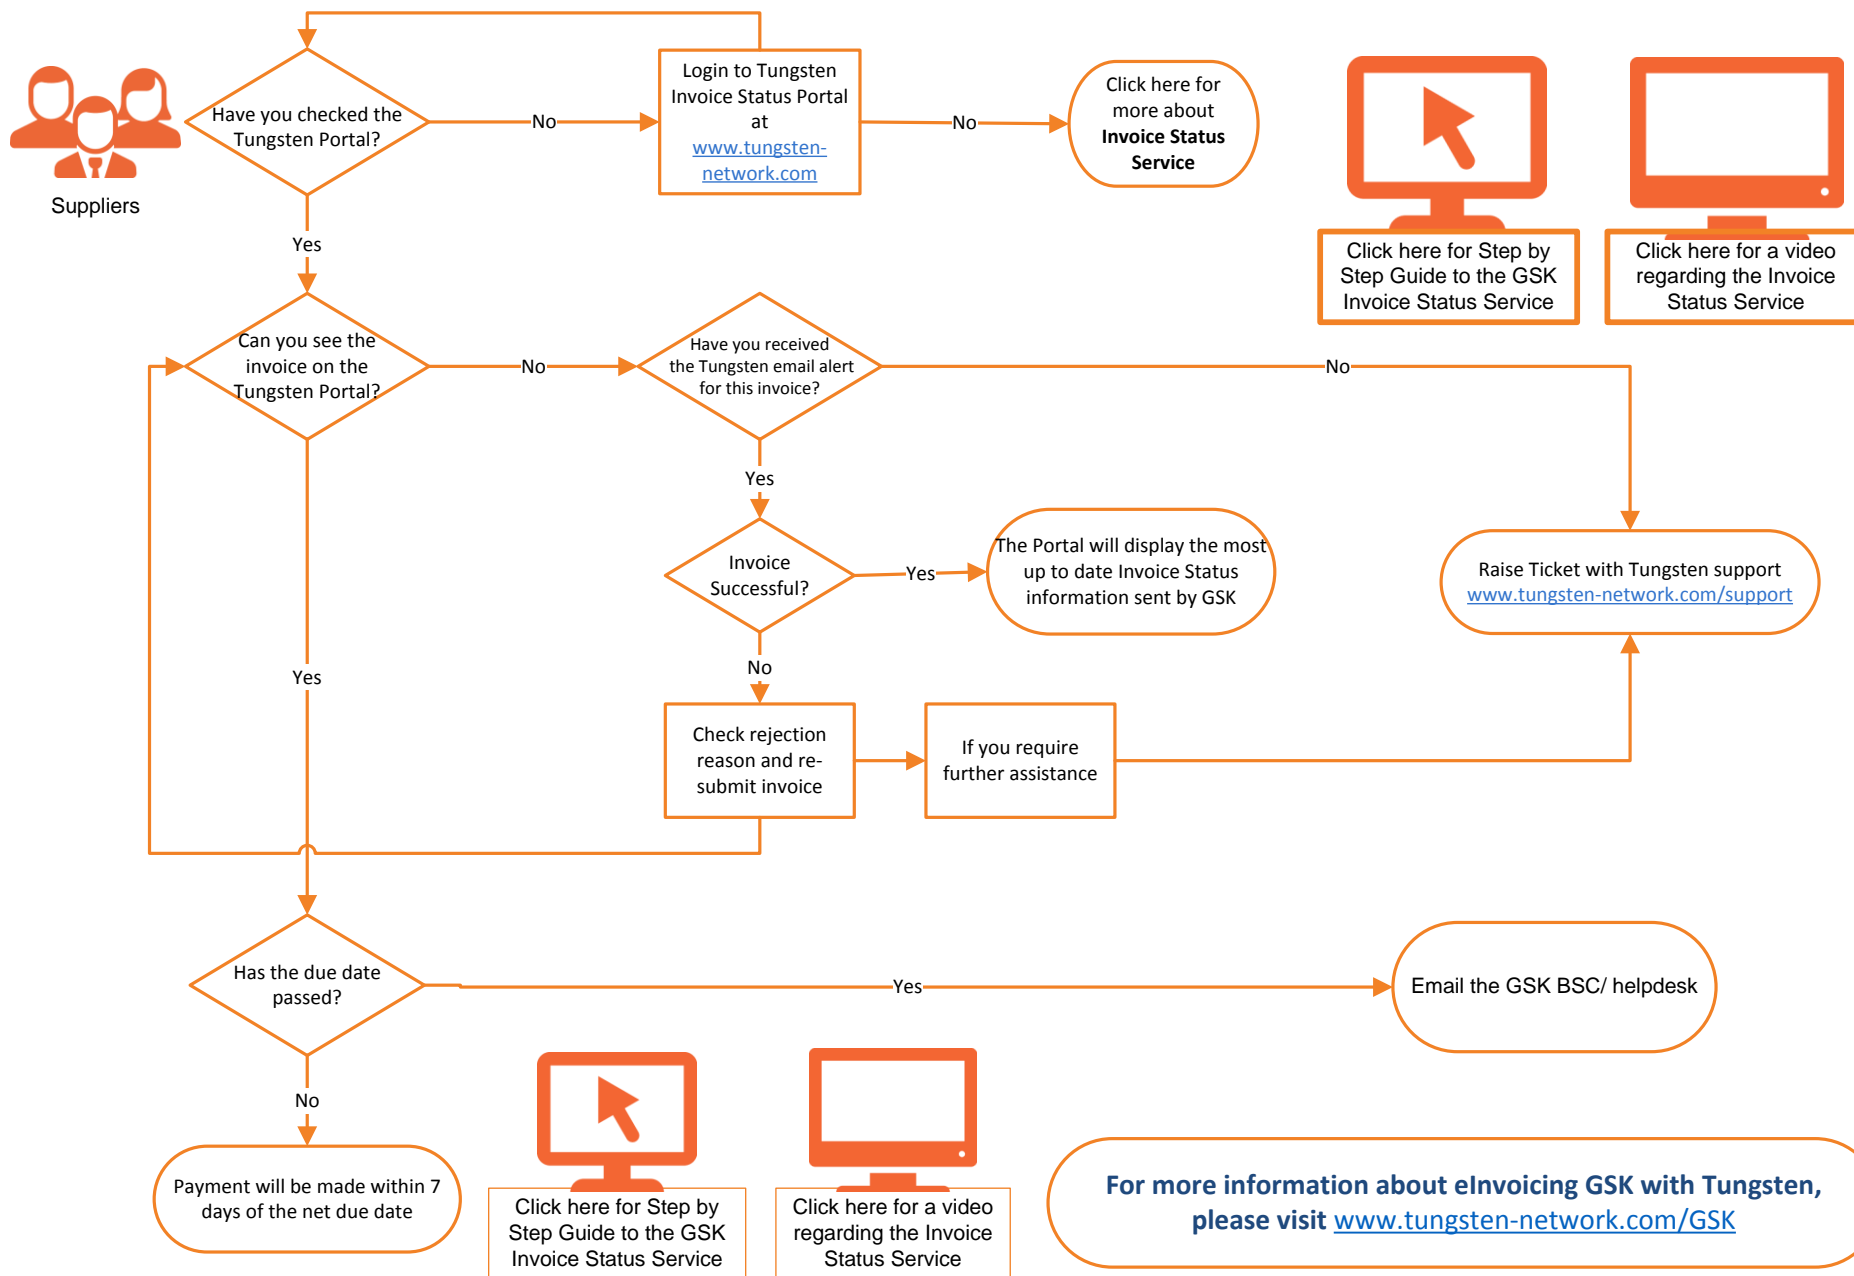 Suppliers
Have you checked the
Tungsten Portal?
No
Login to Tungsten
Invoice Status Portal
at
www.tungsten-
network.com
No
Click here for
more about
Invoice Status
Service
Click here for Step by
Step Guide to the GSK
Invoice Status Service
Click here for a video
regarding the Invoice
Status Service
Yes
Can you see the
invoice on the
Tungsten Portal?
No
Have you received
the Tungsten email alert
for this invoice?
No
Yes
Invoice
Successful?
Yes
The Portal will display the most
up to date Invoice Status
information sent by GSK
Raise Ticket with Tungsten support
www.tungsten-network.com/support
Yes
No
Check rejection
reason and re-
submit invoice
If you require
further assistance
Has the due date
passed?
Yes
Email the GSK BSC/ helpdesk
No
Payment will be made within 7
days of the net due date
Click here for Step by
Step Guide to the GSK
Invoice Status Service
Click here for a video
regarding the Invoice
Status Service
For more information about eInvoicing GSK with Tungsten,
please visit www.tungsten-network.com/GSK